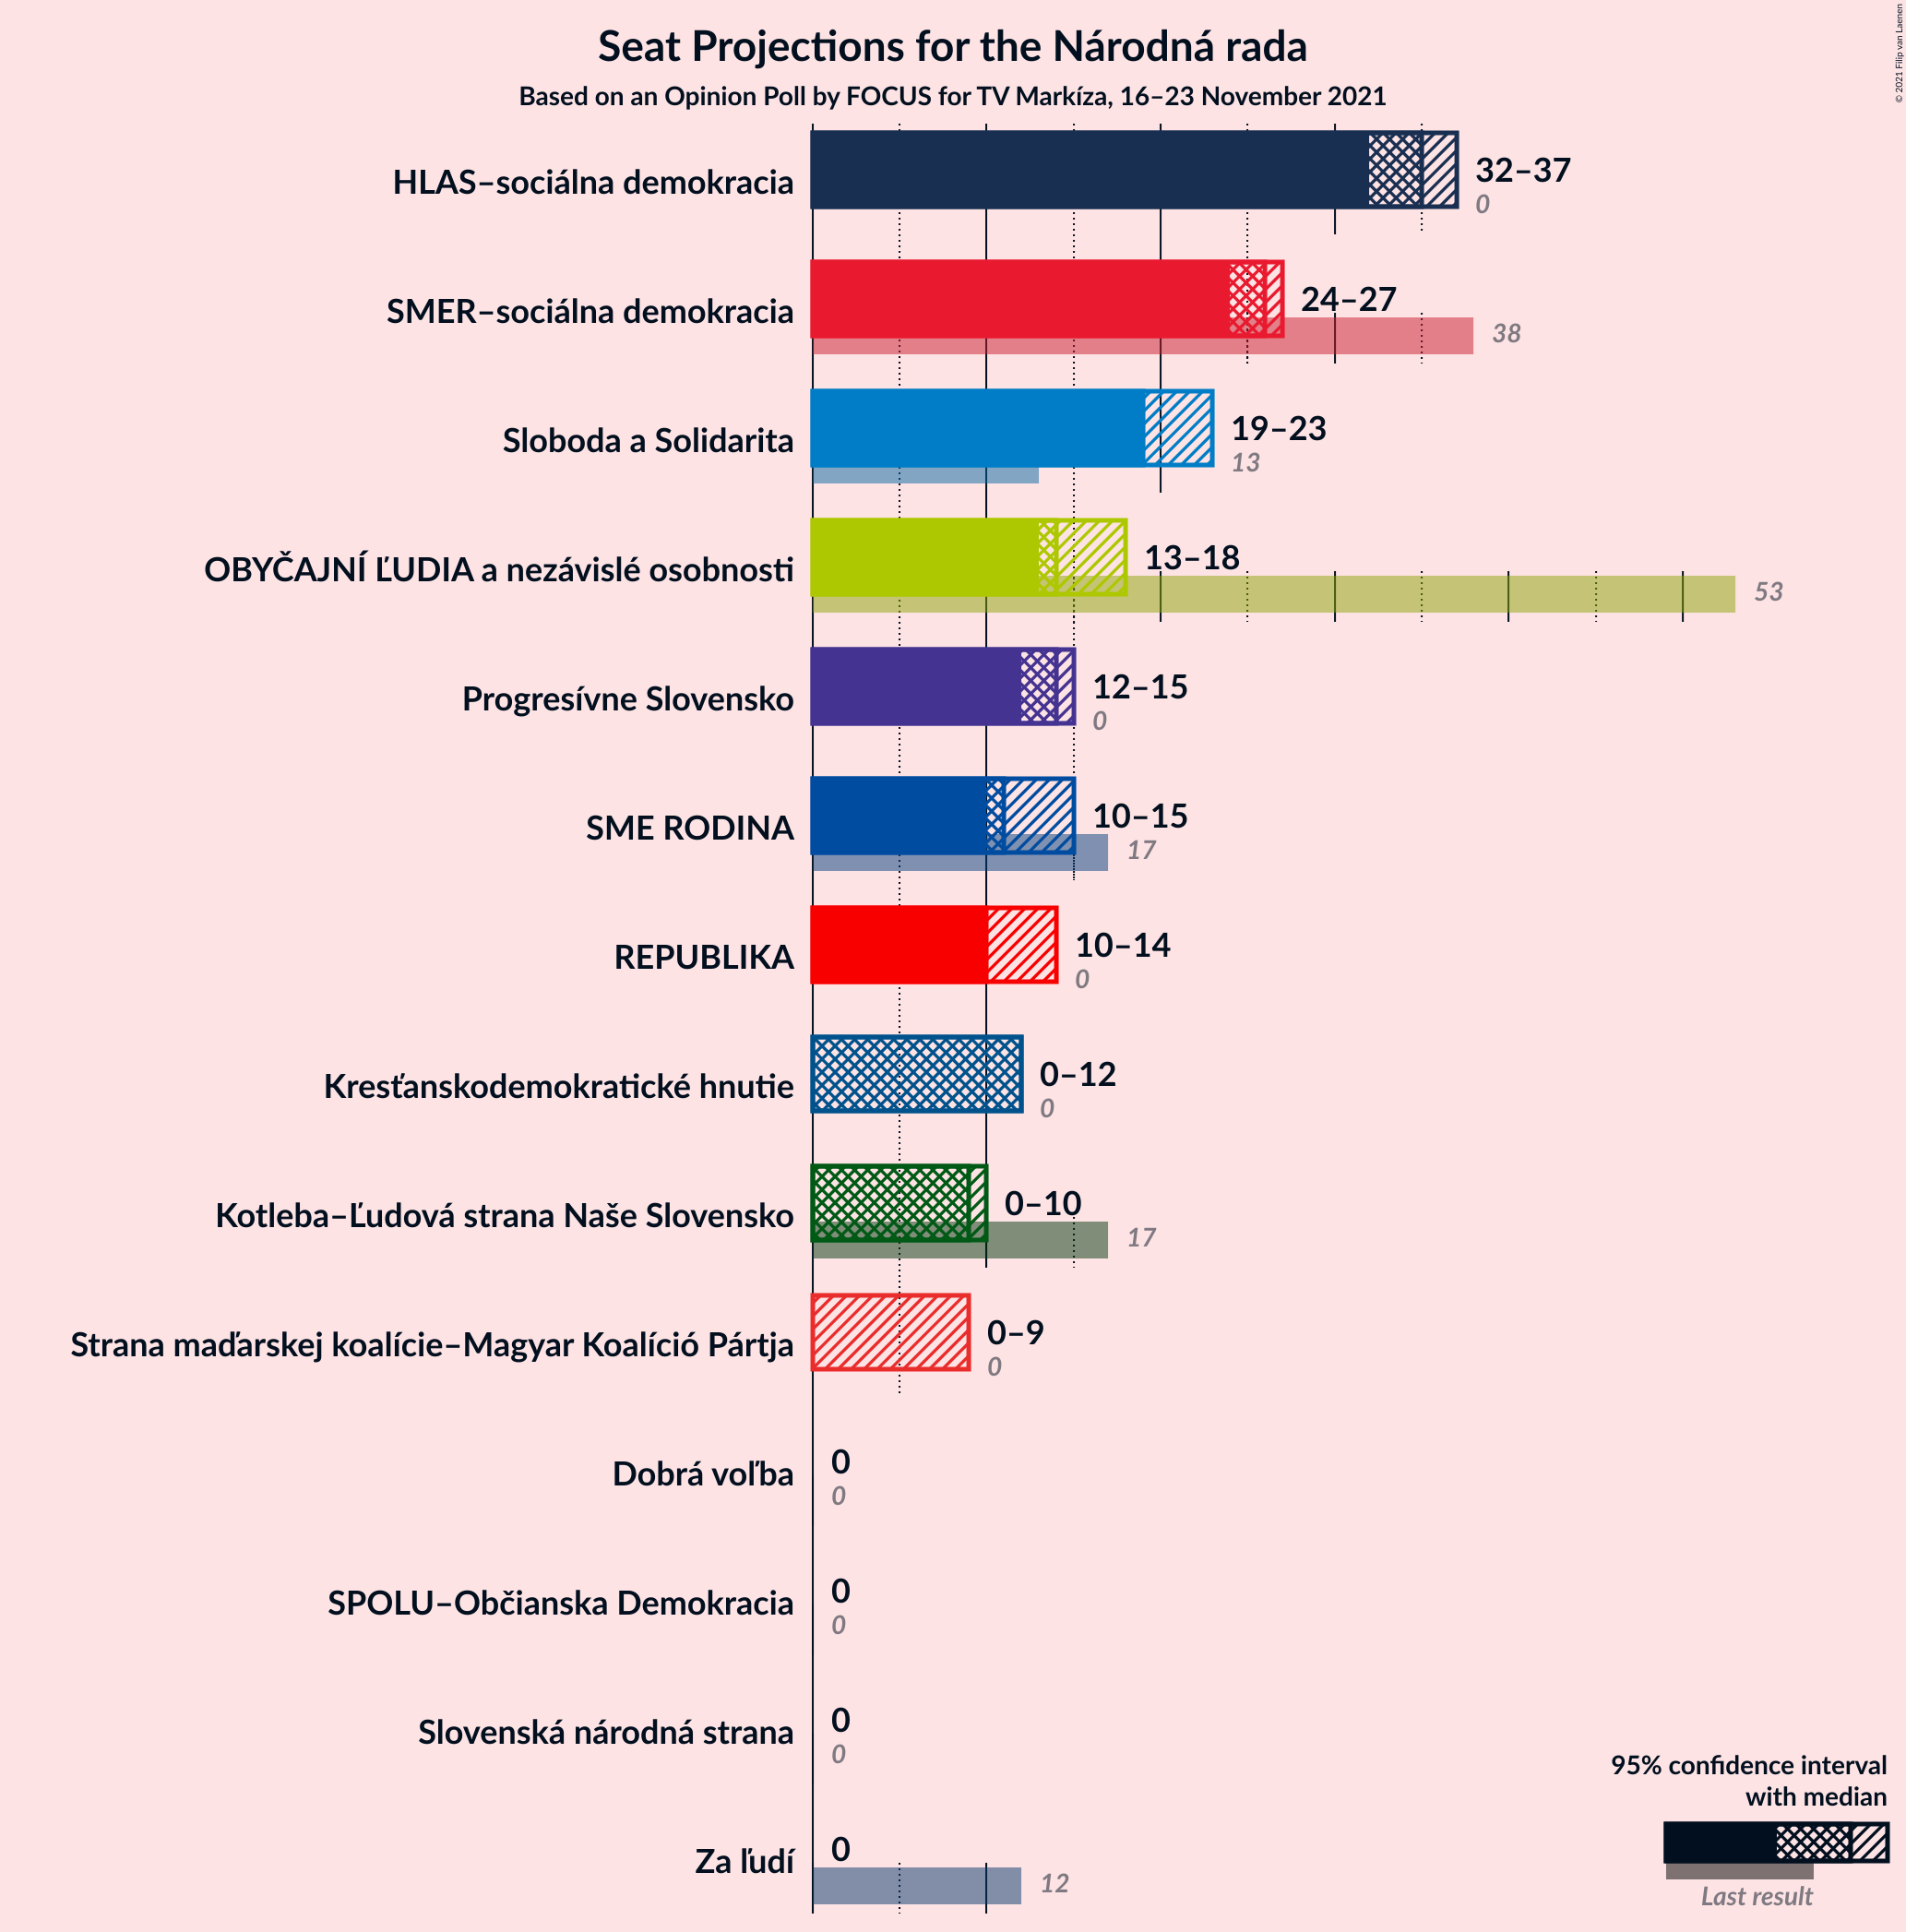 Seat Projections for the Národná rada
Based on an Opinion Poll by FOCUS for TV Markíza, 16–23 November 2021
© 2021 Filip van Laenen
HLAS–sociálna demokracia
32–37
0
SMER–sociálna demokracia
24–27
38
Sloboda a Solidarita
19–23
13
OBYČAJNÍ ĽUDIA a nezávislé osobnosti
13–18
53
Progresívne Slovensko
12–15
0
SME RODINA
10–15
17
REPUBLIKA
10–14
0
Kresťanskodemokratické hnutie
0–12
0
Kotleba–Ľudová strana Naše Slovensko
0–10
17
Strana maďarskej koalície–Magyar Koalíció Pártja
0–9
0
Dobrá voľba
0
0
SPOLU–Občianska Demokracia
0
0
Slovenská národná strana
0
0
Za ľudí
0
12
95% confidence interval
with median
Last result